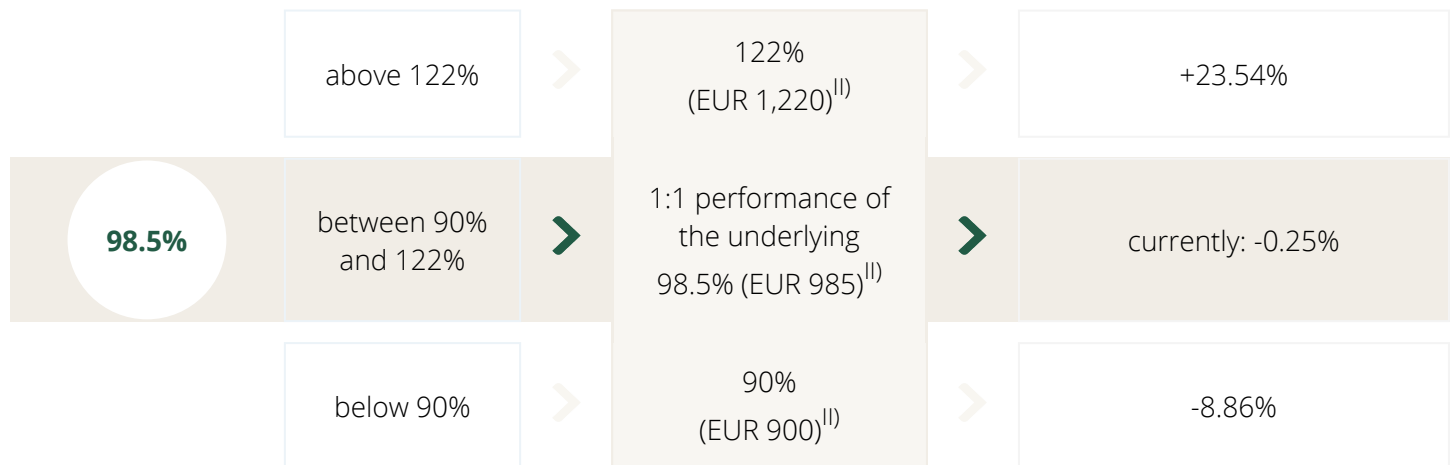 above 122%
122%
(EUR 1,220)II)
+23.54%
98.5%
between 90%
and 122%
1:1 performance of
the underlying
98.5% (EUR 985)II)
currently: -0.25%
below 90%
90%
(EUR 900)II)
-8.86%